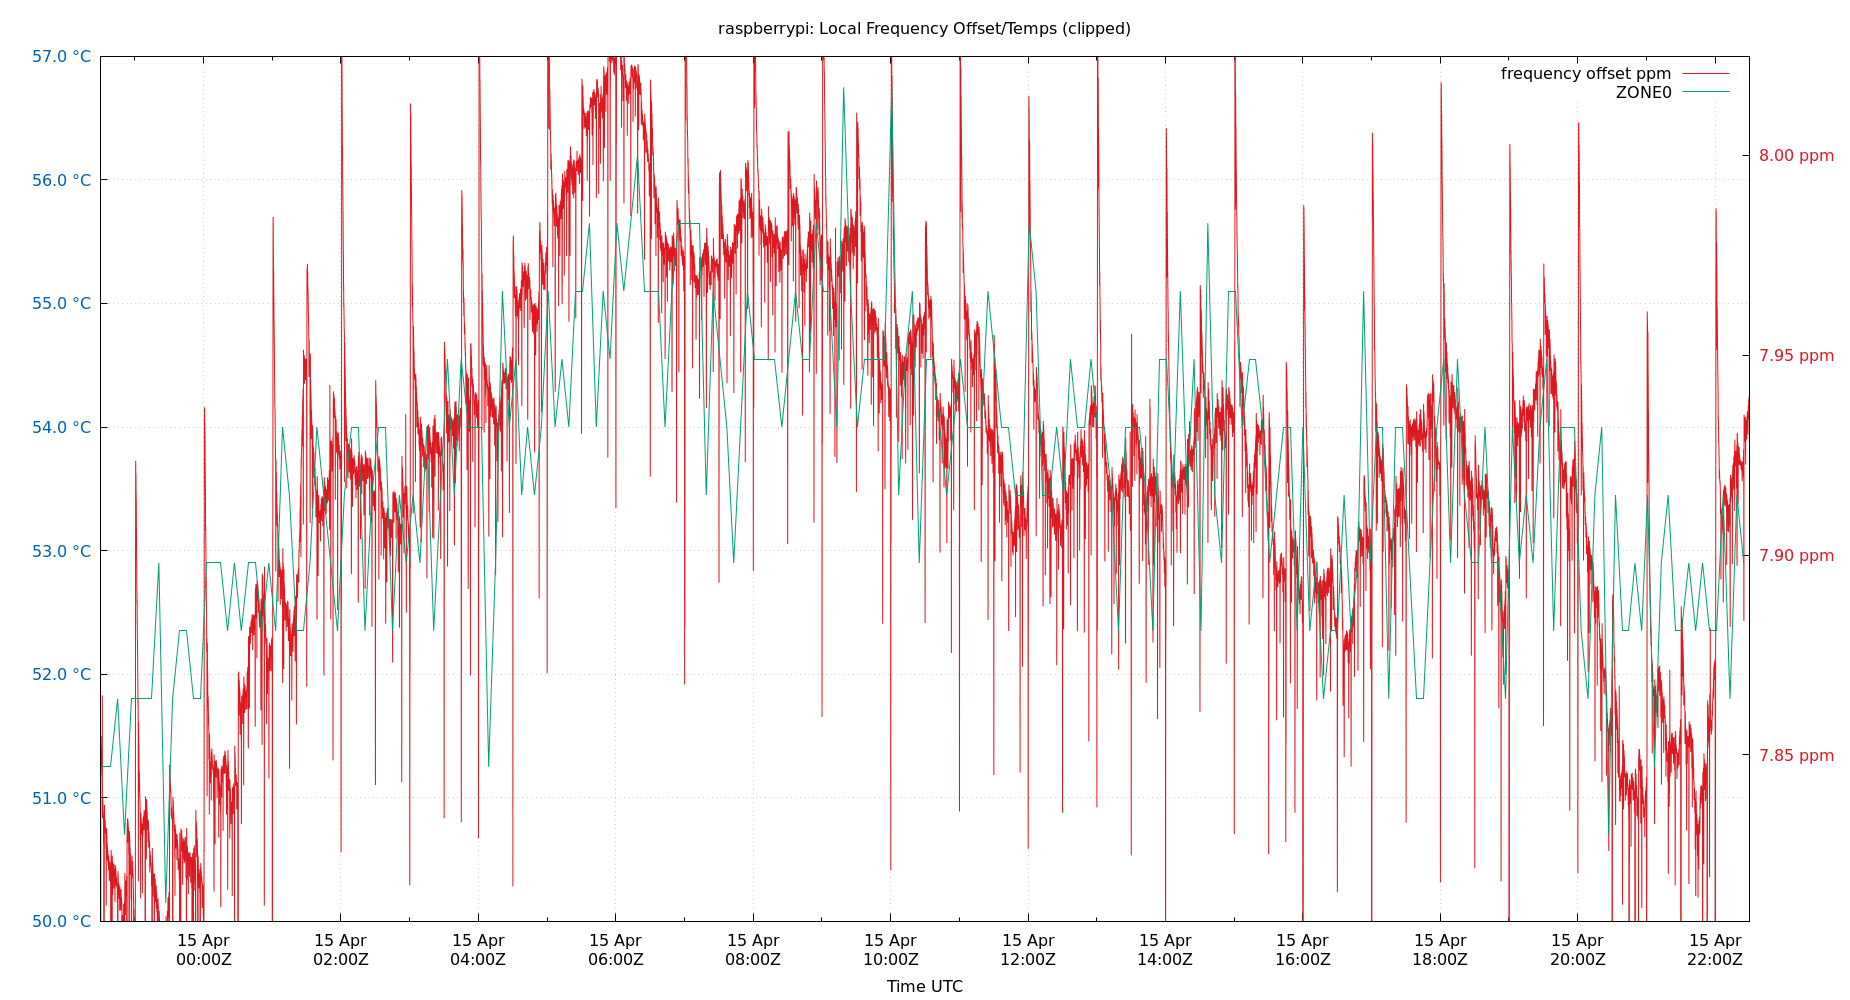 raspberrypi: Local Frequency Offset/Temps (clipped)
57.0 °C
56.0 °C
55.0 °C
54.0 °C
53.0 °C
52.0 °C
51.0 °C
50.0 °C
frequency offset ppm
ZONE0
8.00 ppm
7.95 ppm
7.90 ppm
7.85 ppm
15 Apr
00:00Z
15 Apr
02:00Z
15 Apr
04:00Z
15 Apr
06:00Z
15 Apr
08:00Z
15 Apr
10:00Z
15 Apr
12:00Z
15 Apr
14:00Z
15 Apr
16:00Z
15 Apr
18:00Z
15 Apr
20:00Z
15 Apr
22:00Z
Time UTC